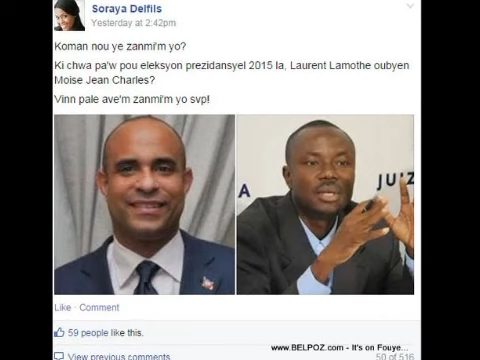 Soraya Delfils
Yesterday at 2:42pm
Koman nou ye zanmi'm yo?
Ki chwa pa'w pou eleksyon prezidansyel 2015 la, Laurent Lamothe oubyen
Moise Jean Charles?
Vinn pale ave'm zanmi'm yo svp!
A
JUIZ
Like · Comment
59 people like this.
www.BELPOZ.com - It's on Fouye...
View previous comments
50 of 516